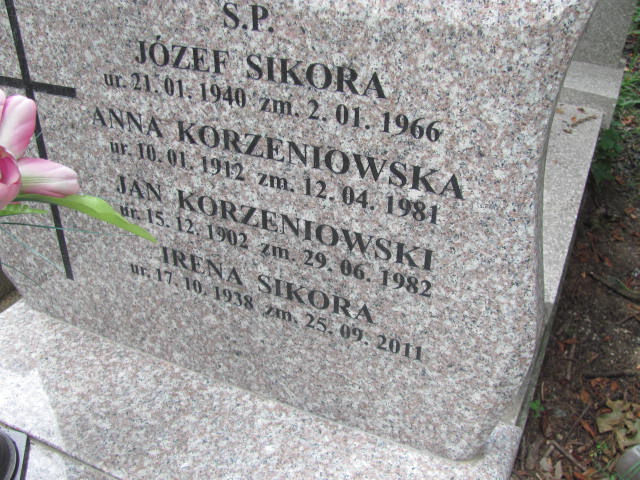 Ś.P.
JÓZEF SIKORA
ur. 21. 01. 1940 zm. 2. 01. 1966
ANNA KORZENIOWSKA
ur. 10. 01. 1912 zm. 12. 04. 1981
JAN KORZENIOWSKI
ur. 15. 12. 1902 zm. 29. 06. 1982
IRENA SIKORA
ur. 17. 10. 1938 zm. 25. 09. 2011